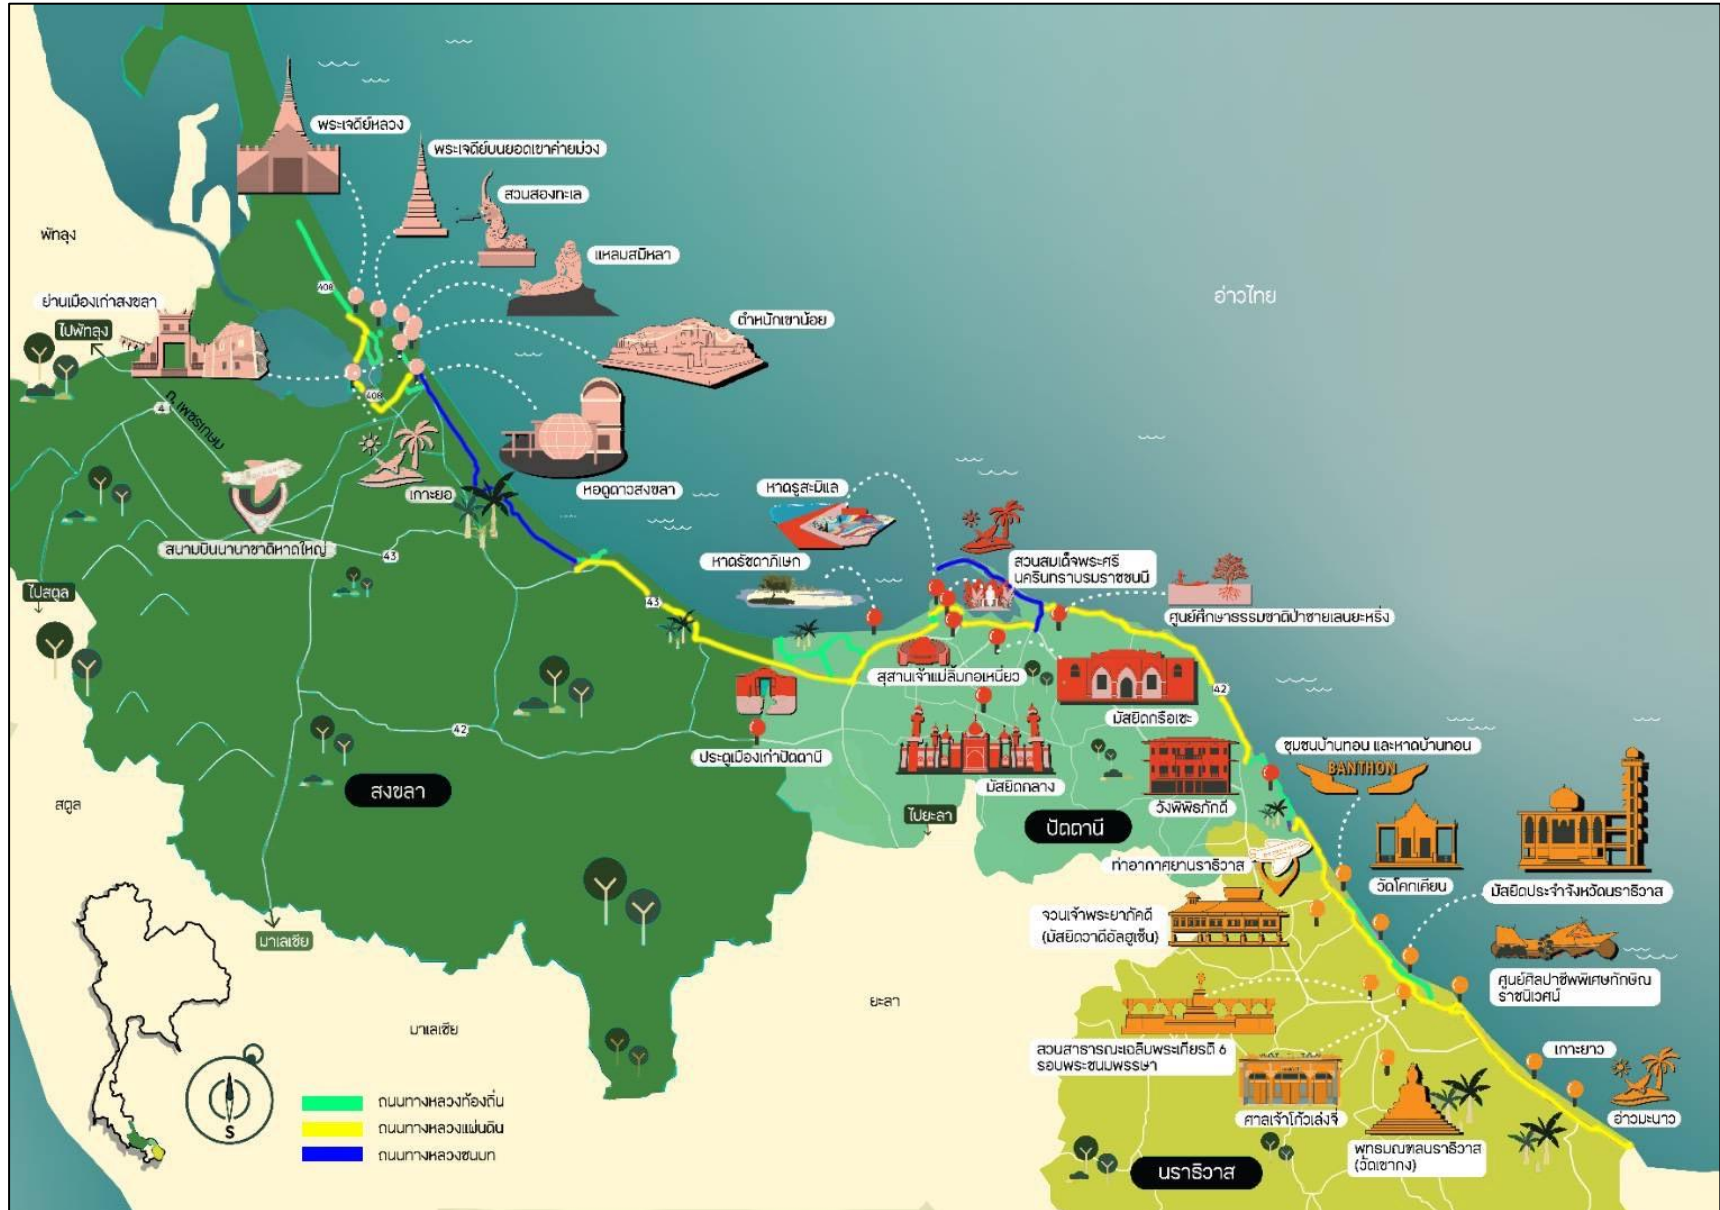 พระเจดีย์หลวง
พระเจดีย์บนยอดเขาค่ายม่วง
สวนสองทะเล
แหลมสมิหลา
พัทลุง
อ่าวไทย
ย่านเมืองเก่าสงขลา
ไปพัทลุง
408
ตำหนักเขาน้อย
408
4
ถ. เพชรเกษม
เกาะยอ
หอดูดาวสงขลา
หาดรูสะมิแล
สนามบินนานาชาติหาดใหญ่
43
หาดรัชดาภิเษก
สวนสมเด็จพระศรี
นครินทราบรมราชชนนี
ไปสตูล
43
ศูนย์ศึกษาธรรมชาติป่าชายเลนยะหริ่ง
สุสานเจ้าแม่ลิ้มกอเหนี่ยว
42
มัสยิดกรือเซะ
42
ประตูเมืองเก่าปัตตานี
ชุมชนบ้านทอน และหาดบ้านทอน
BANTHON
มัสยิดกลาง
วังพิพิธภักดี
สงขลา
สตูล
ไปยะลา
ปัตตานี
ท่าอากาศยานนราธิวาส
วัดโคกเคียน
มัสยิดประจำจังหวัดนราธิวาส
จวนเจ้าพระยาภักดี
(มัสยิดวาดีอัลฮูเซ็น)
มาเลเซีย
ศูนย์ศิลปาชีพพิเศษทักษิณ
ราชนิเวศน์
ยะลา
มาเลเซีย
สวนสาธารณะเฉลิมพระเกียรติ 6
รอบพระชนมพรรษา
เกาะยาว
ศาลเจ้าโก้วเล่งจี่
อ่าวมะนาว
พุทธมณฑลนราธิวาส
(วัดเขากง)
นราธิวาส
S
ถนนทางหลวงท้องถิ่น
ถนนทางหลวงแผ่นดิน
ถนนทางหลวงชนบท